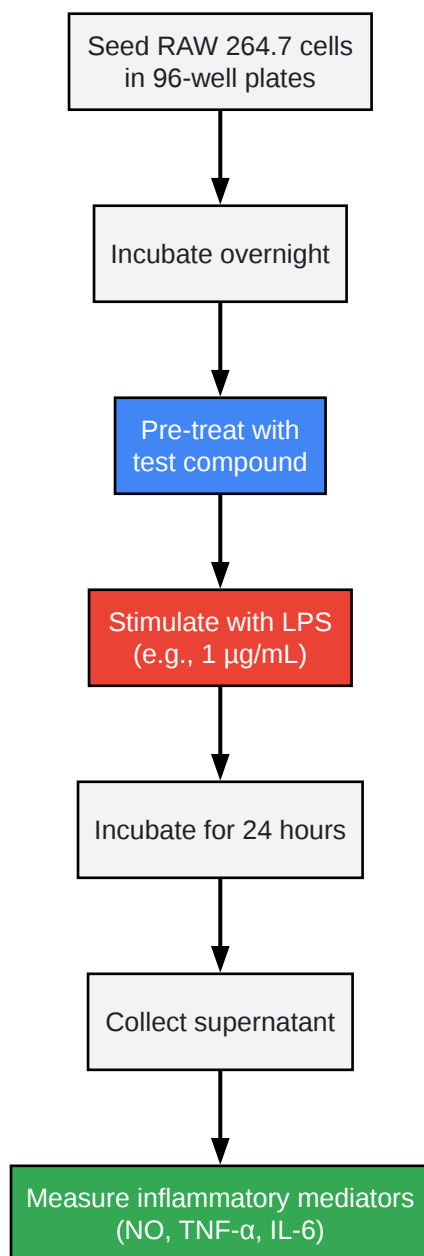 Seed RAW 264.7 cells
in 96-well plates
Incubate overnight
Pre-treat with
test compound
Stimulate with LPS
(e.g., 1 µg/mL)
Incubate for 24 hours
Collect supernatant
Measure inflammatory mediators
(NO, TNF-α, IL-6)